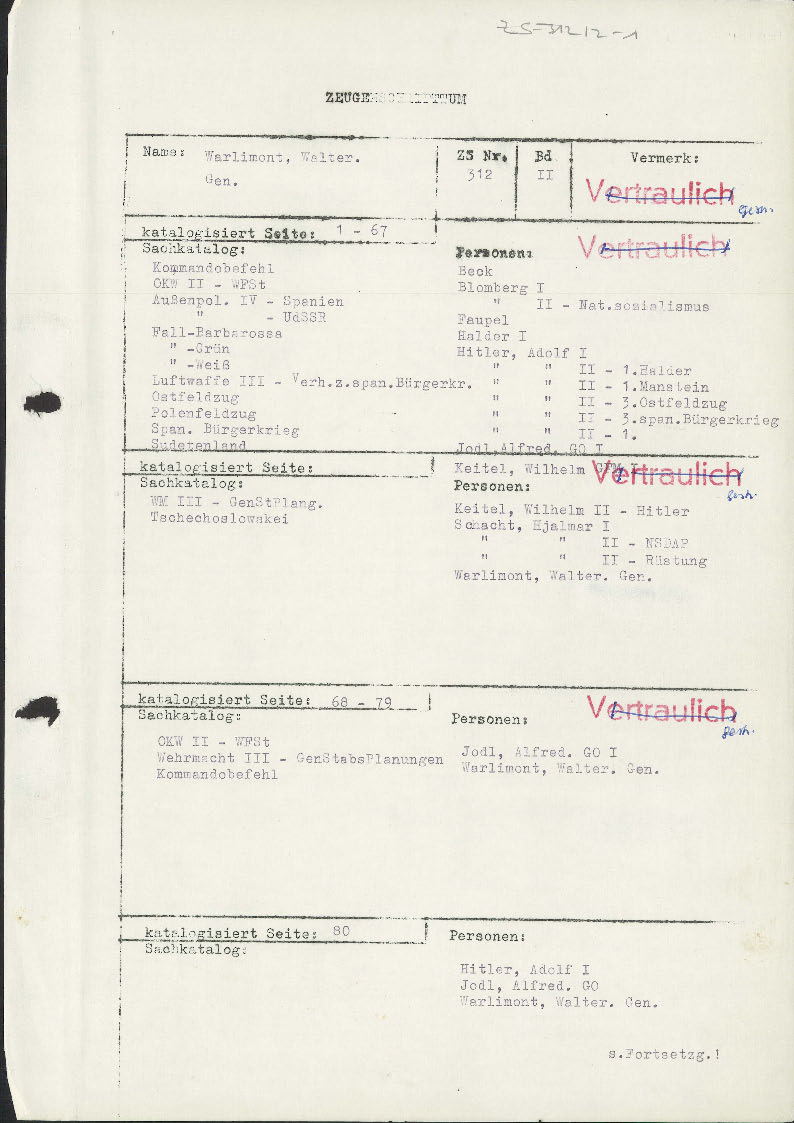 ZS-312/2-1
ZEUGENSCHRIFTTUM
Name: Warlimont, Walter.
Gen.
ZS Nr.
312
Bd.
II
Vermerk:
Vertraulich
gesch.
katalogisiert Seite: 1 - 67
Sachkatalog:
Kommandobefehl
OKW II - WFSt
Außenpol. IV - Spanien
" - UdSSR
Fall-Barbarossa
" -Grün
" -Weiß
Luftwaffe III - Verh.z.span.Bürgerkr.
Ostfeldzug
Polenfeldzug
Span. Bürgerkrieg
Sudetenland
Vertraulich
Personen:
Beck
Blomberg I
" II - Nat.sozialismus
Faupel
Halder I
Hitler, Adolf I
" " II - 1.Halder
" " II - 1.Manstein
" " II - 3.Ostfeldzug
" " II - 3.span.Bürgerkrieg
" " II - 1.
Jodl,Alfred. GO I
Keitel, Wilhelm GFM I
katalogisiert Seite:
Sachkatalog:
WM III - GenStPlang.
Tschechoslowakei
Vertraulich
gesch.
Personen:
Keitel, Wilhelm II - Hitler
Schacht, Hjalmar I
" " II - NSDAP
" " II - Rüstung
Warlimont, Walter. Gen.
katalogisiert Seite: 68 - 79
Sachkatalog:
OKW II - WFSt
Wehrmacht III - GenStabsPlanungen
Kommandobefehl
Vertraulich
gesch.
Personen:
Jodl, Alfred. GO I
Warlimont, Walter. Gen.
katalogisiert Seite: 80
Sachkatalog:
Personen:
Hitler, Adolf I
Jodl, Alfred. GO
Warlimont, Walter. Gen.
s.Fortsetzg.!